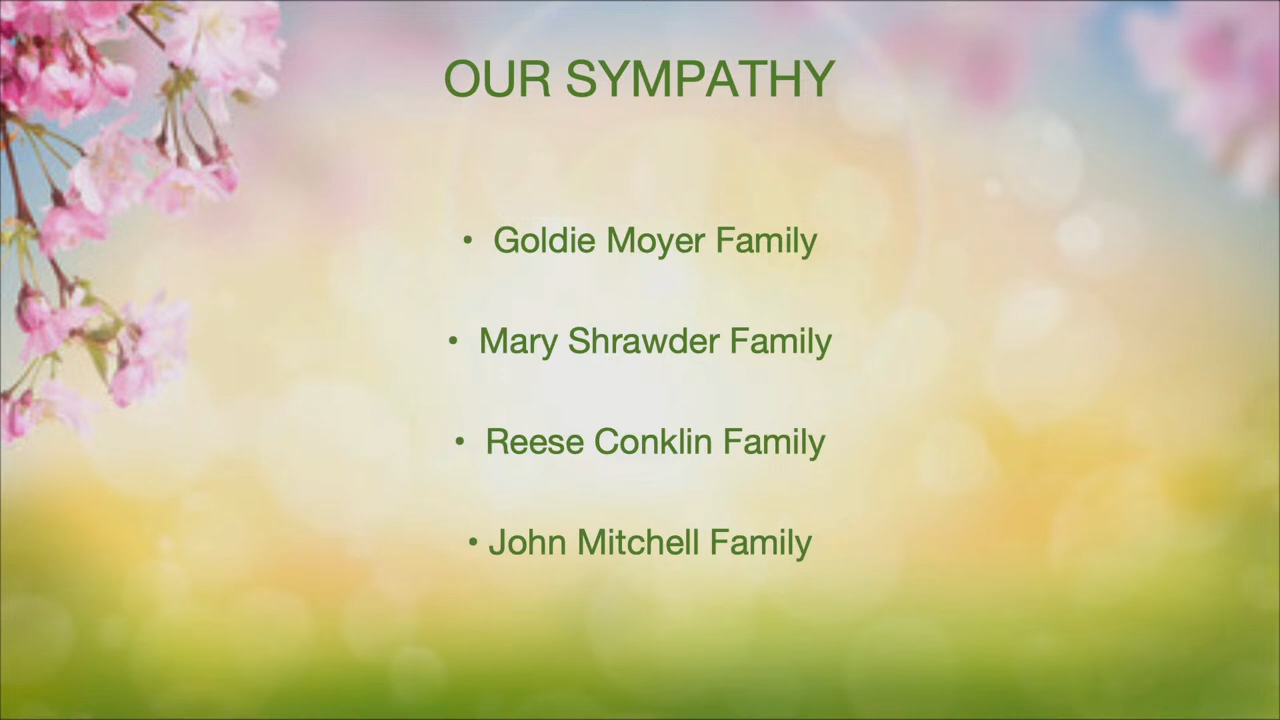 OUR SYMPATHY
• Goldie Moyer Family
• Mary Shrawder Family
• Reese Conklin Family
• John Mitchell Family